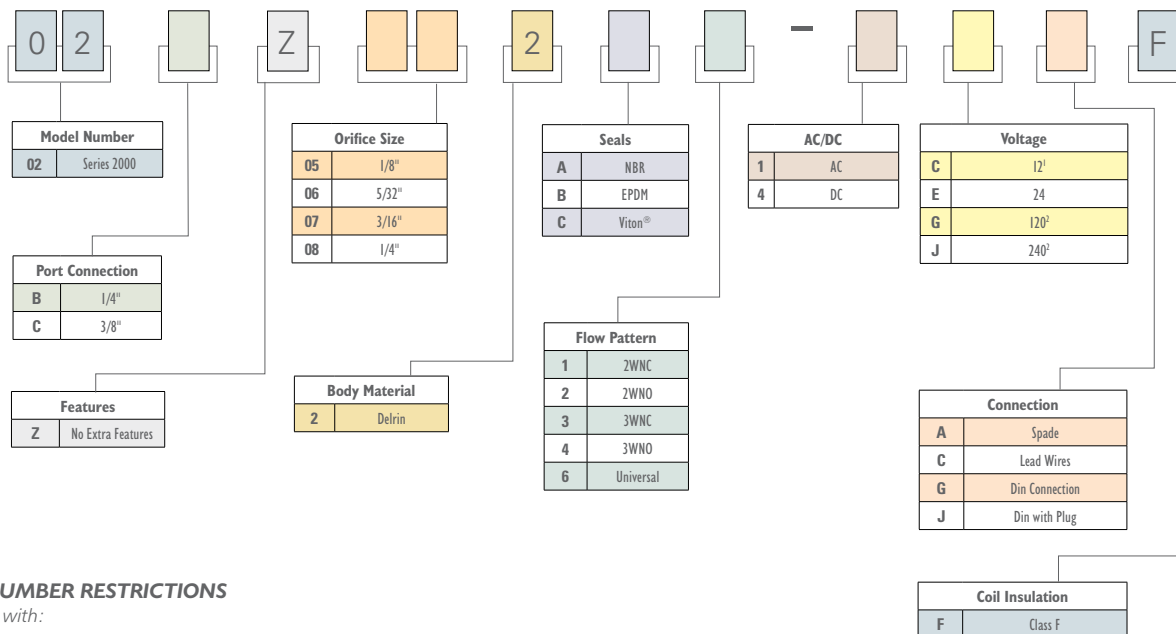 0 2 Z 2 – F
Model Number
02 Series 2000
Port Connection
B 1/4"
C 3/8"
Features
Z No Extra Features
Orifice Size
05 1/8"
06 5/32"
07 3/16"
08 1/4"
Body Material
2 Delrin
Seals
A NBR
B EPDM
C Viton®
Flow Pattern
1 2WNC
2 2WNO
3 3WNC
4 3WNO
6 Universal
AC/DC
1 AC
4 DC
Voltage
C 12¹
E 24
G 120²
J 240²
Connection
A Spade
C Lead Wires
G Din Connection
J Din with Plug
Coil Insulation
F Class F
UMBER RESTRICTIONS
with: